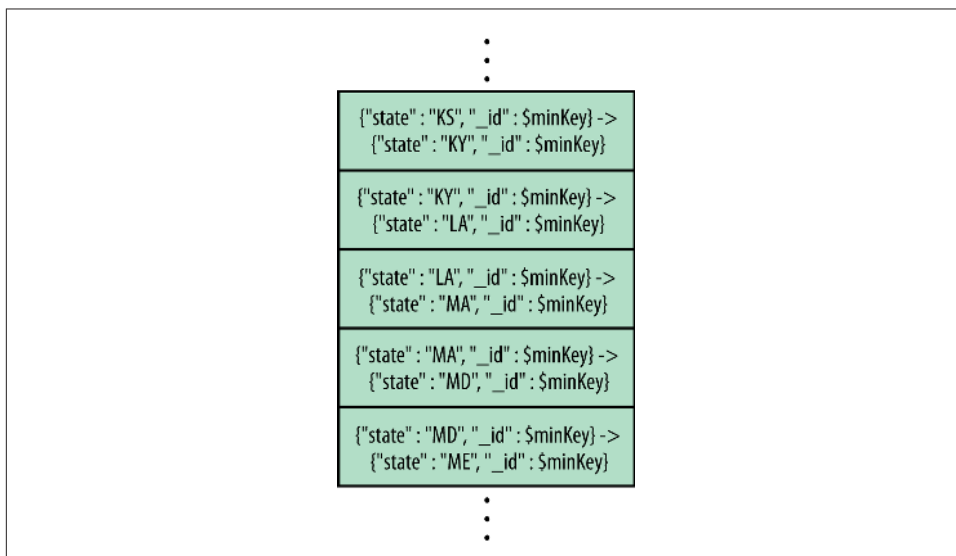 {"state" : "KS", "_id" : $minKey} ->
{"state" : "KY", "_id" : $minKey}
{"state" : "KY", "_id" : $minKey} ->
{"state" : "LA", "_id" : $minKey}
{"state" : "LA", "_id" : $minKey} ->
{"state" : "MA", "_id" : $minKey}
{"state" : "MA", "_id" : $minKey} ->
{"state" : "MD", "_id" : $minKey}
{"state" : "MD", "_id" : $minKey} ->
{"state" : "ME", "_id" : $minKey}